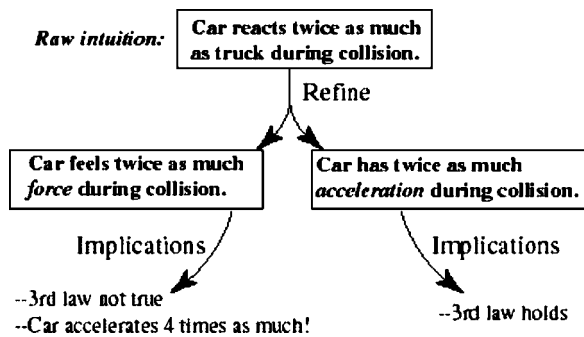 Raw intuition:
Car reacts twice as much
as truck during collision.
Refine
Car feels twice as much
force during collision.
Car has twice as much
acceleration during collision.
Implications
Implications
--3rd law not true
--Car accelerates 4 times as much!
--3rd law holds